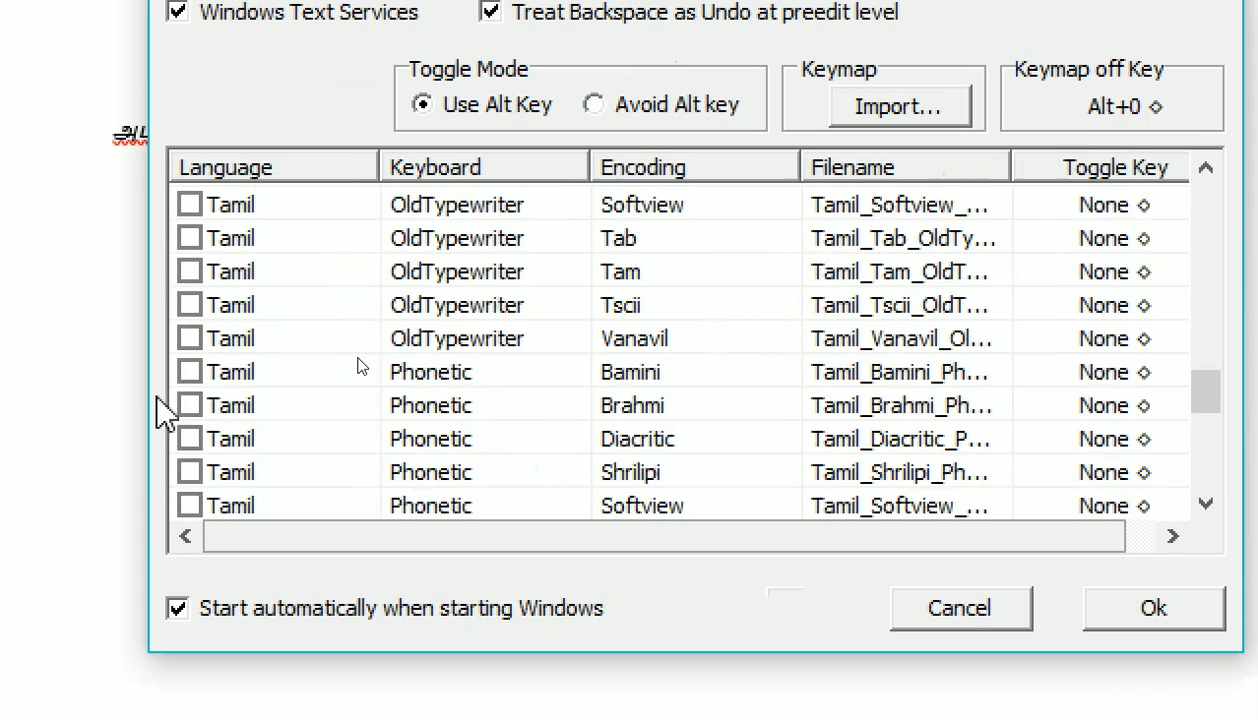 Windows Text Services Treat Backspace as Undo at preedit level
Toggle Mode Keymap Keymap off Key
Use Alt Key Avoid Alt key Import... Alt+0
Language Keyboard Encoding Filename Toggle Key
Tamil OldTypewriter Softview Tamil_Softview_... None
Tamil OldTypewriter Tab Tamil_Tab_OldTy... None
Tamil OldTypewriter Tam Tamil_Tam_OldT... None
Tamil OldTypewriter Tscii Tamil_Tscii_OldT... None
Tamil OldTypewriter Vanavil Tamil_Vanavil_Ol... None
Tamil Phonetic Bamini Tamil_Bamini_Ph... None
Tamil Phonetic Brahmi Tamil_Brahmi_Ph... None
Tamil Phonetic Diacritic Tamil_Diacritic_P... None
Tamil Phonetic Shrilipi Tamil_Shrilipi_Ph... None
Tamil Phonetic Softview Tamil_Softview_... None
Start automatically when starting Windows Cancel Ok